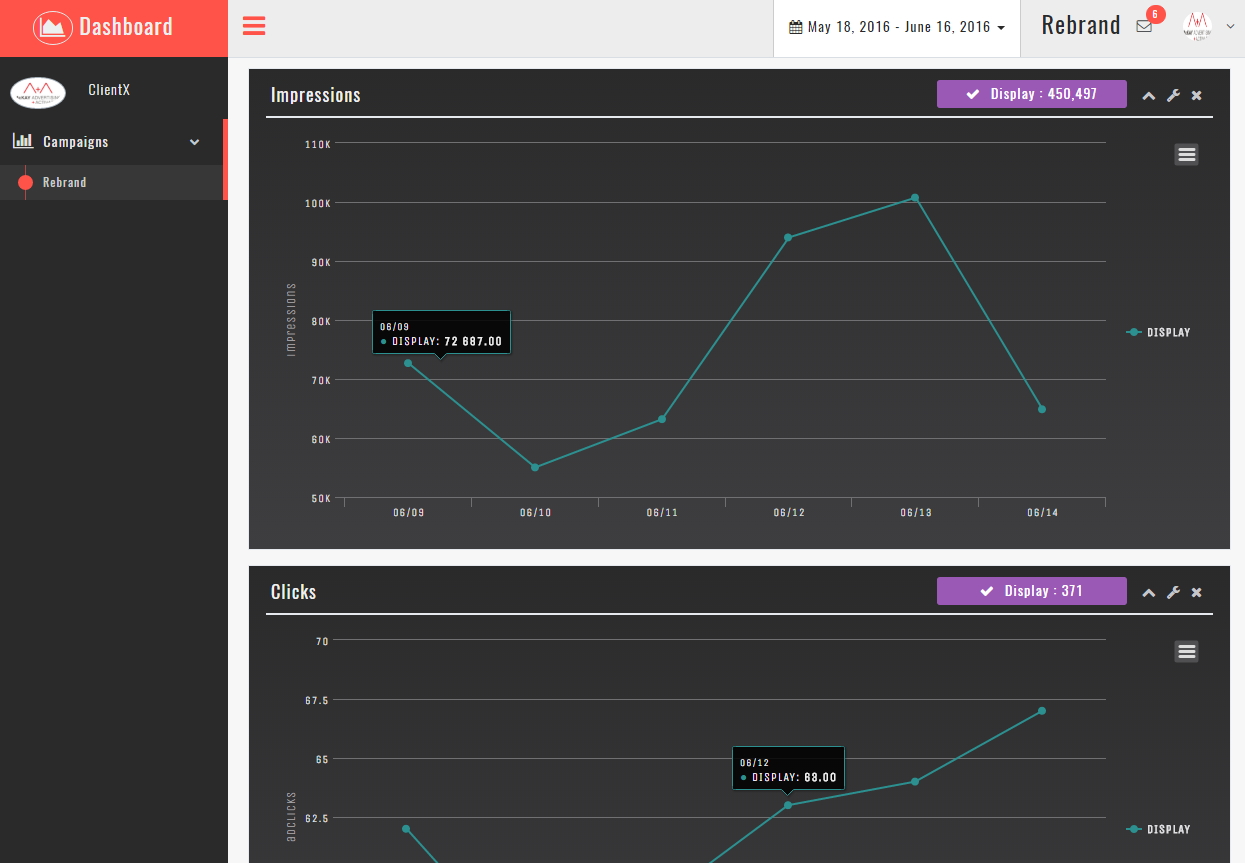 Dashboard
May 18, 2016 - June 16, 2016
Rebrand
6
ClientX
Campaigns
Rebrand
Impressions
Display : 450,497
110K
100K
90K
80K
70K
60K
50K
Impressions
06/09
DISPLAY: 72 687.00
DISPLAY
06/09
06/10
06/11
06/12
06/13
06/14
Clicks
Display : 371
70
67.5
65
62.5
adClicks
06/12
DISPLAY: 63.00
DISPLAY